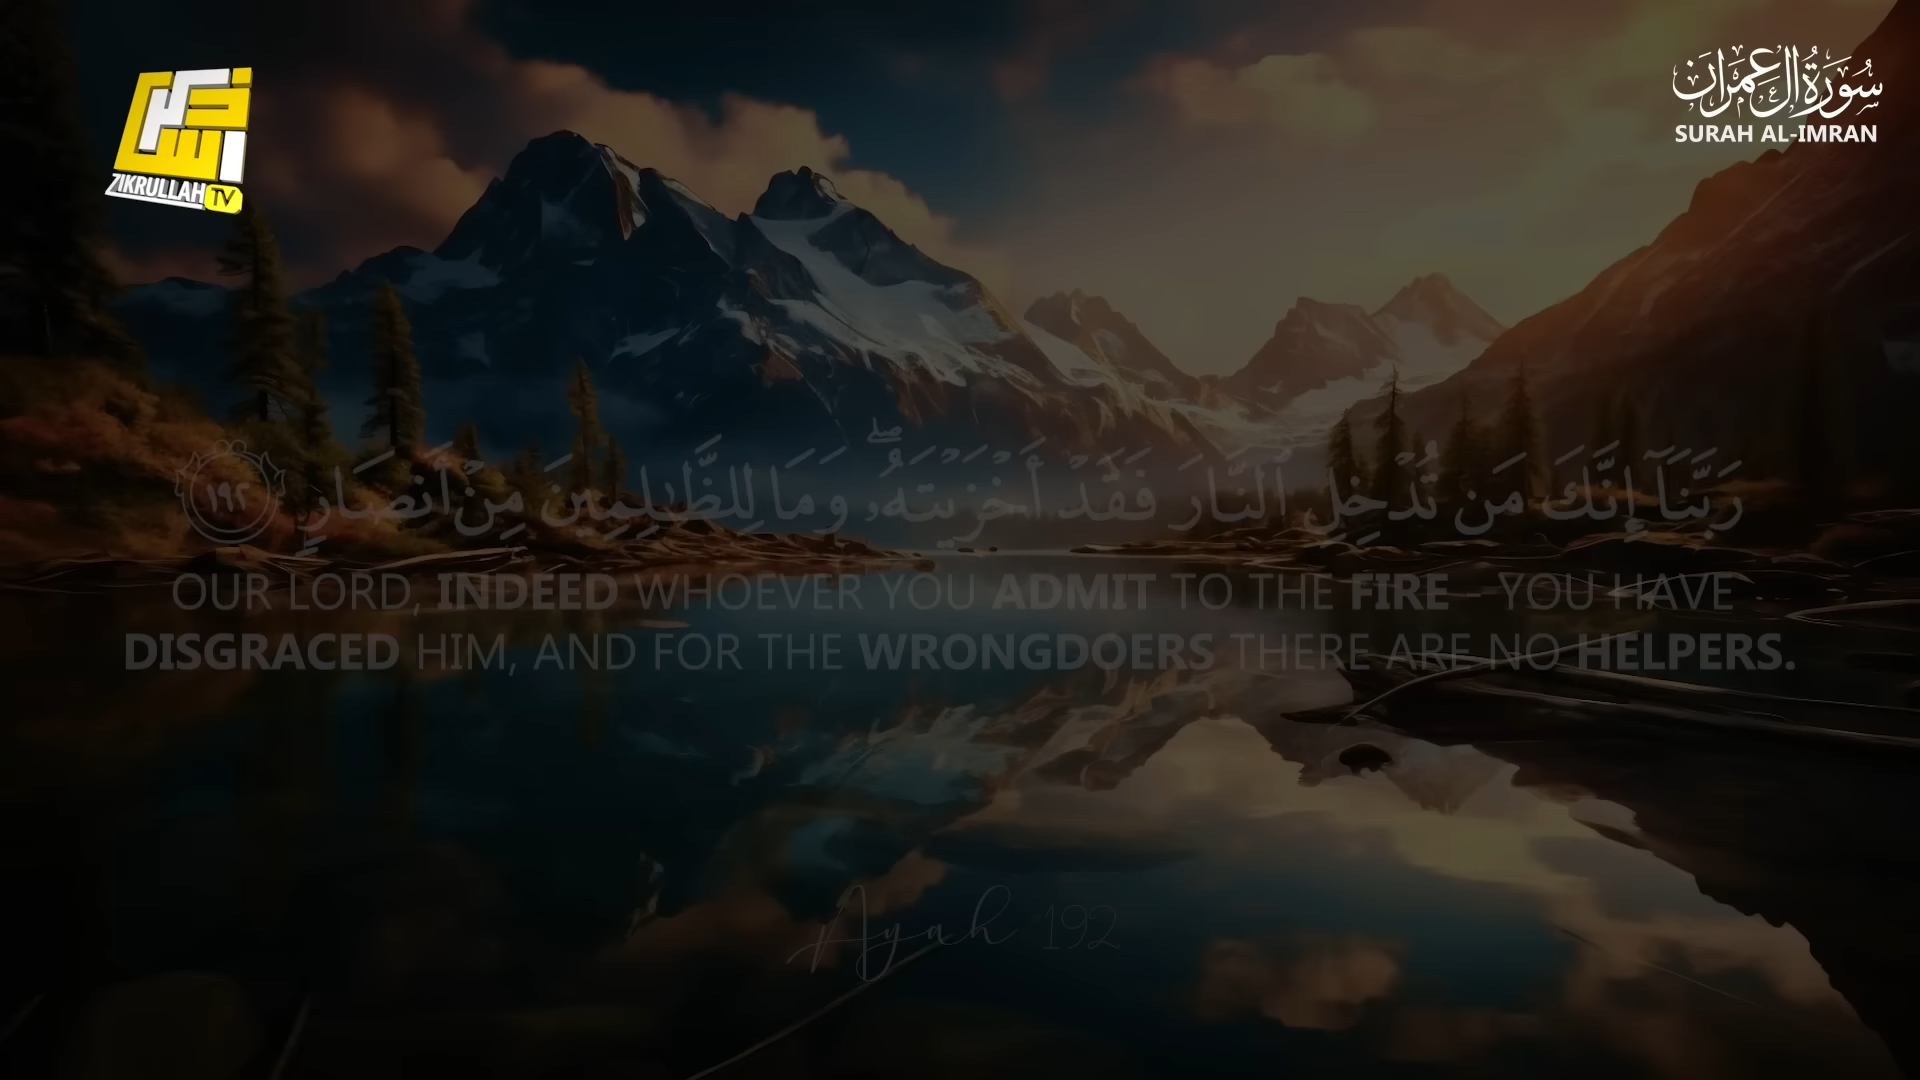 ذكر الله
ZIKRULLAH TV
سُورَةُ آلِ عِمْرَان
SURAH AL-IMRAN
رَبَّنَآ إِنَّكَ مَن تُدْخِلِ ٱلنَّارَ فَقَدْ أَخْزَيْتَهُۥ ۖ وَمَا لِلظَّٰلِمِينَ مِنْ أَنصَارٍ ١٩٢
OUR LORD, INDEED WHOEVER YOU ADMIT TO THE FIRE - YOU HAVE
DISGRACED HIM, AND FOR THE WRONGDOERS THERE ARE NO HELPERS.
Ayah 192